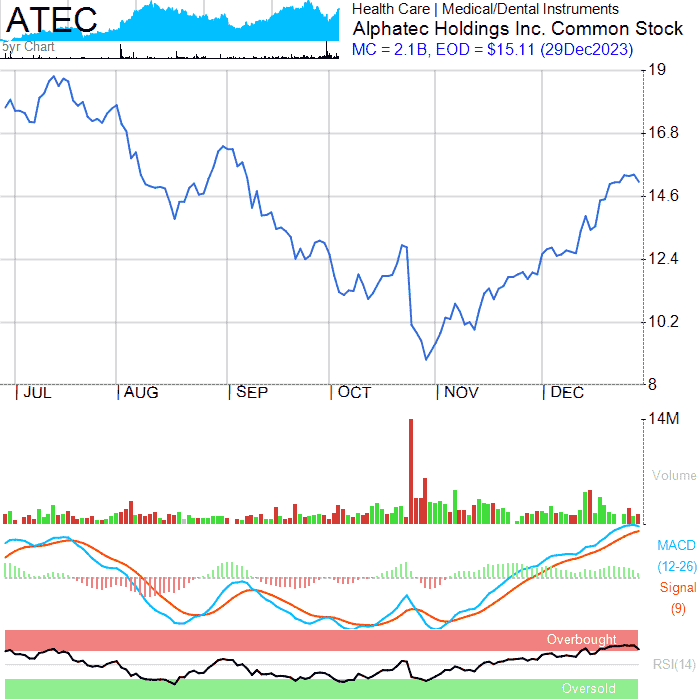 ATEC
5yr Chart
Health Care | Medical/Dental Instruments
Alphatec Holdings Inc. Common Stock
MC = 2.1B, EOD = $15.11 (29Dec2023)
19
16.8
14.6
12.4
10.2
8
JUL AUG SEP OCT NOV DEC
14M
Volume
MACD
(12-26)
Signal
(9)
Overbought
RSI(14)
Oversold